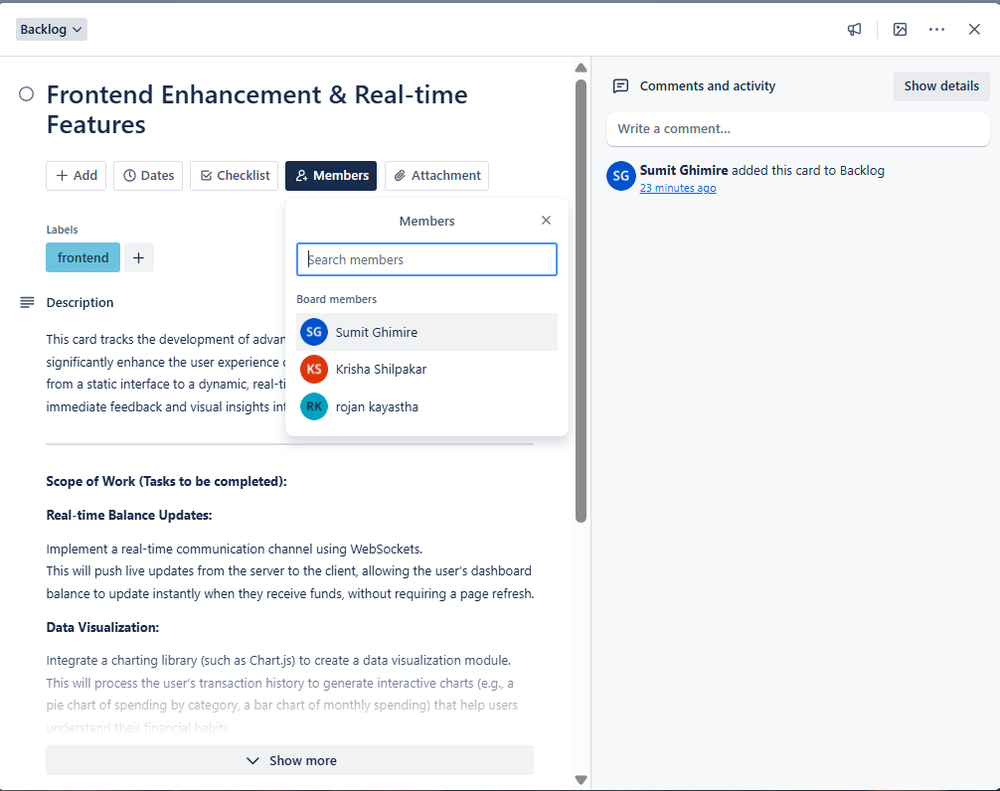 Backlog
Frontend Enhancement & Real-time
Features
Add
Dates
Checklist
Members
Attachment
Labels
frontend
Description
This card tracks the development of
significantly enhance the user experience
from a static interface to a dynamic,
immediate feedback and visual insights
Members
Search members
Board members
SG Sumit Ghimire
KS Krisha Shilpakar
RK rojan kayastha
Scope of Work (Tasks to be completed):
Real-time Balance Updates:
Implement a real-time communication channel using WebSockets.
This will push live updates from the server to the client, allowing the user's dashboard
balance to update instantly when they receive funds, without requiring a page refresh.
Data Visualization:
Integrate a charting library (such as Chart.js) to create a data visualization module.
This will process the user's transaction history to generate interactive charts (e.g., a
pie chart of spending by category, a bar chart of monthly spending) that help users
understand their financial habits.
Show more
Comments and activity
Show details
Write a comment...
SG Sumit Ghimire added this card to Backlog
23 minutes ago